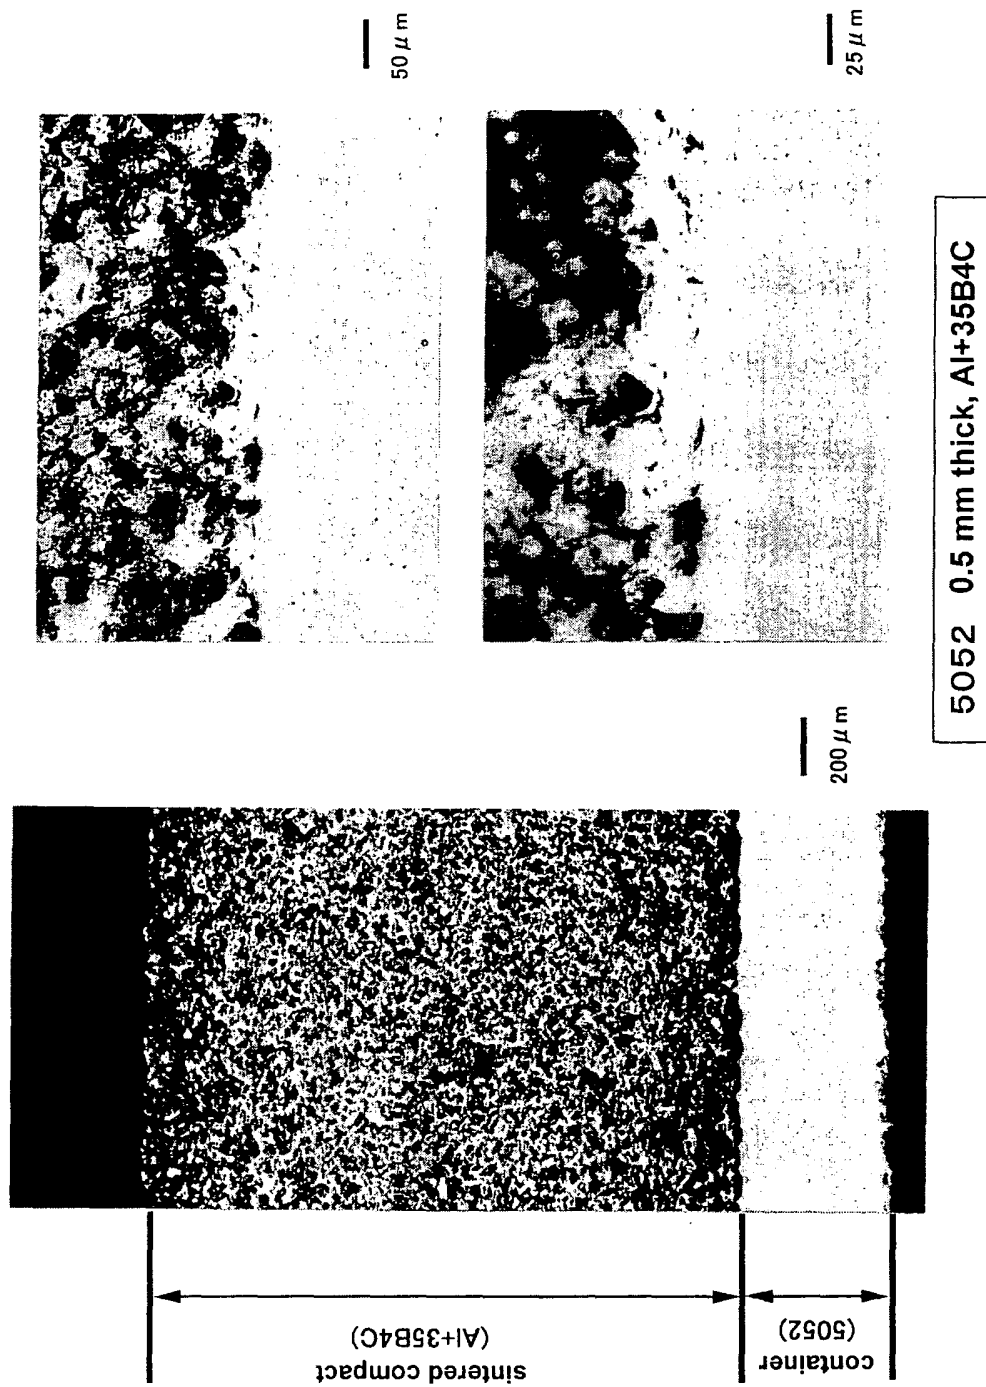 50 μ m
25 μ m
200 μ m
sintered compact
(Al+35B4C)
container
(5052)
5052 0.5 mm thick, Al+35B4C